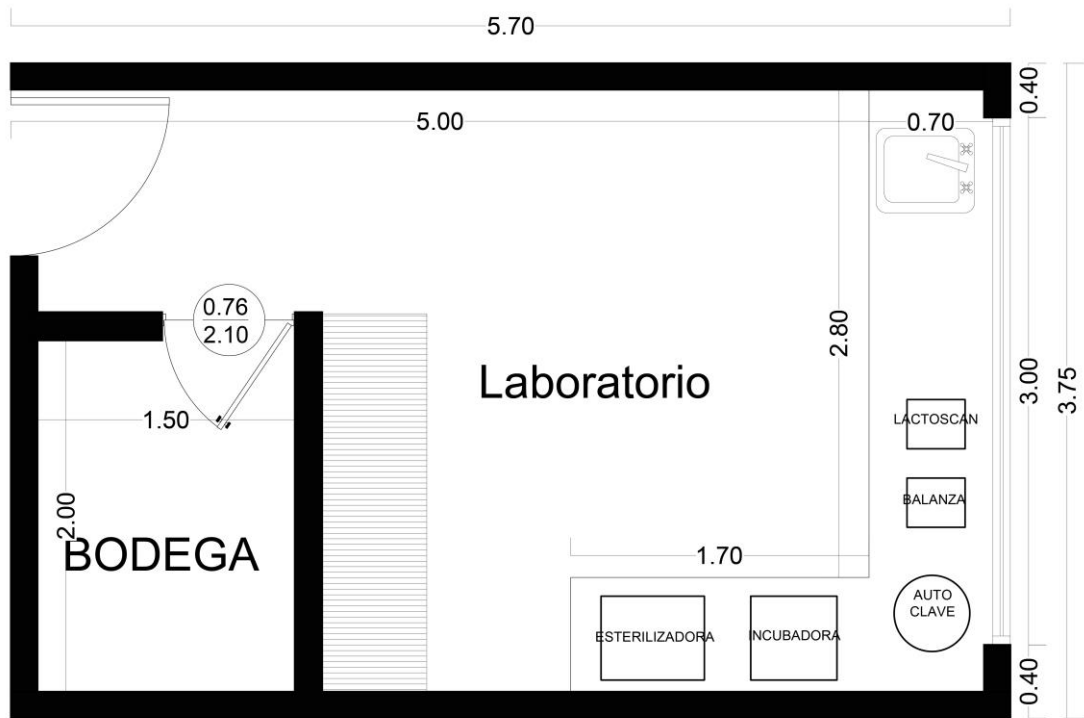 5.70
0.40
5.00
0.70
0.76
2.10
Laboratorio
2.80
3.00
3.75
1.50
LACTOSCAN
BALANZA
2.00
BODEGA
1.70
AUTO
CLAVE
ESTERILIZADORA
INCUBADORA
0.40